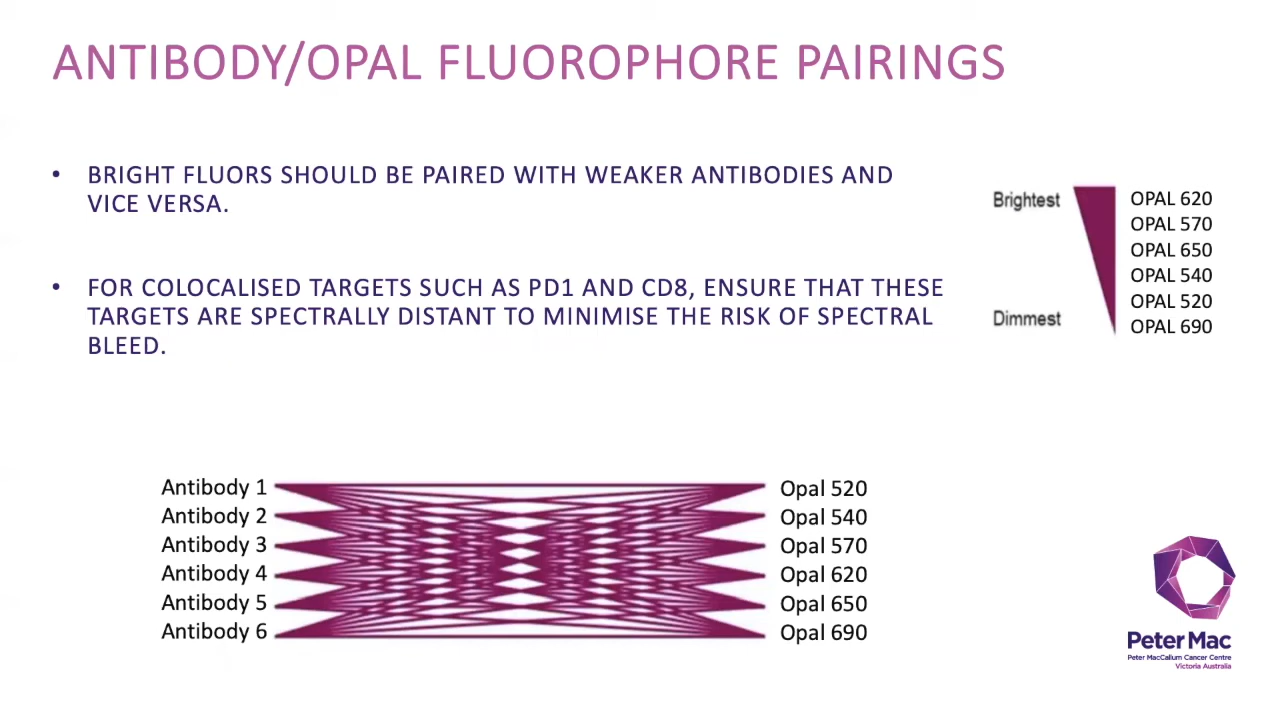 ANTIBODY/OPAL FLUOROPHORE PAIRINGS
• BRIGHT FLUORS SHOULD BE PAIRED WITH WEAKER ANTIBODIES AND
VICE VERSA.
• FOR COLOCALISED TARGETS SUCH AS PD1 AND CD8, ENSURE THAT THESE
TARGETS ARE SPECTRALLY DISTANT TO MINIMISE THE RISK OF SPECTRAL
BLEED.
Brightest
Dimmest
OPAL 620
OPAL 570
OPAL 650
OPAL 540
OPAL 520
OPAL 690
Antibody 1
Antibody 2
Antibody 3
Antibody 4
Antibody 5
Antibody 6
Opal 520
Opal 540
Opal 570
Opal 620
Opal 650
Opal 690
Peter Mac
Peter MacCallum Cancer Centre
Victoria Australia